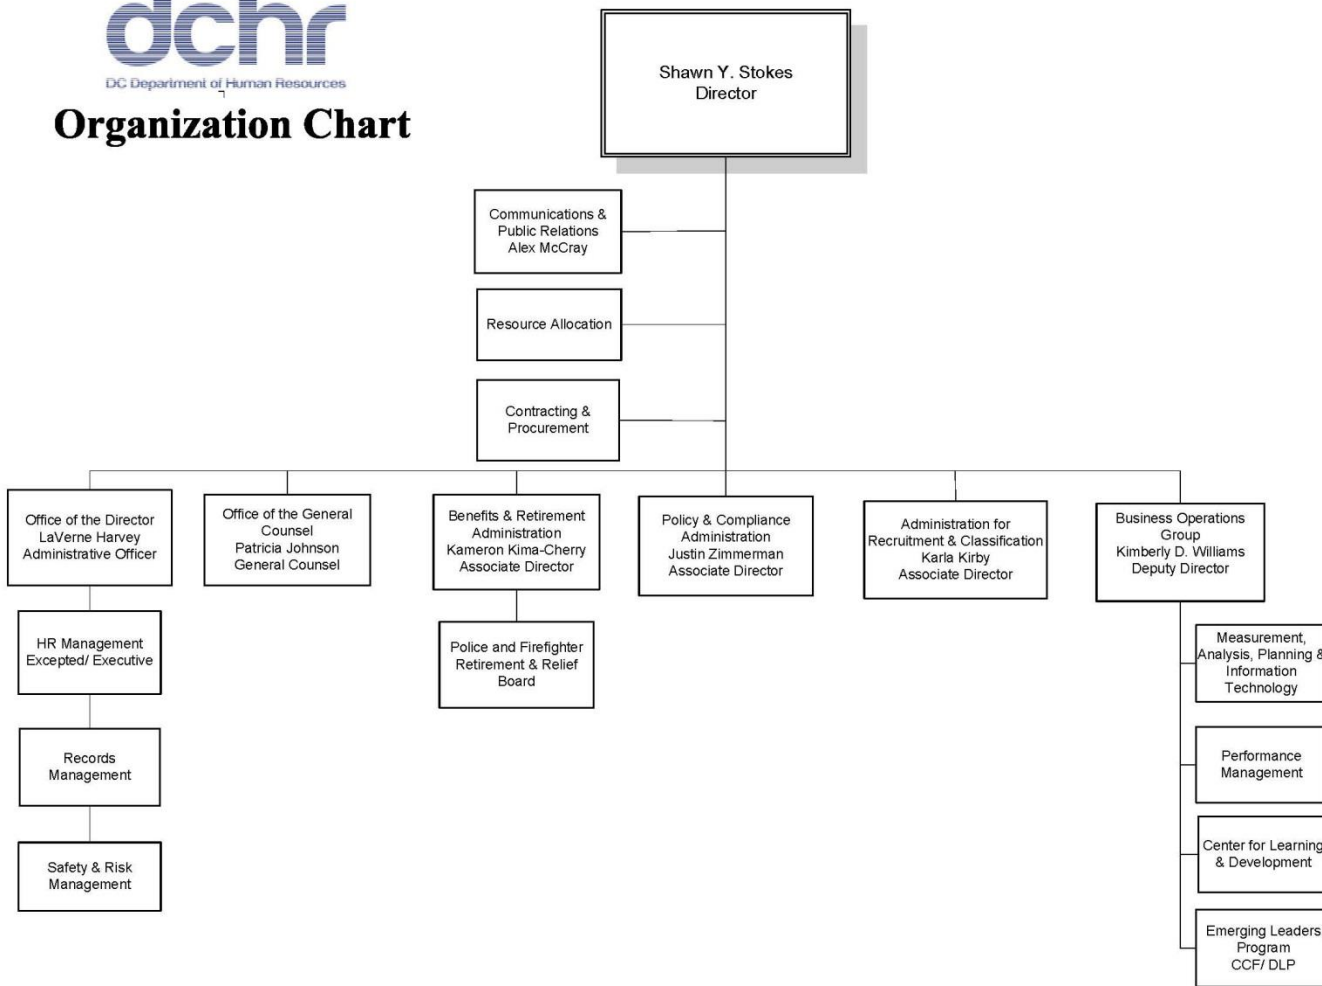 dchr
DC Department of Human Resources
Organization Chart
Shawn Y. Stokes
Director
Communications &
Public Relations
Alex McCray
Resource Allocation
Contracting &
Procurement
Office of the Director
LaVerne Harvey
Administrative Officer
Office of the General
Counsel
Patricia Johnson
General Counsel
Benefits & Retirement
Administration
Kameron Kima-Cherry
Associate Director
Policy & Compliance
Administration
Justin Zimmerman
Associate Director
Administration for
Recruitment & Classification
Karla Kirby
Associate Director
Business Operations
Group
Kimberly D. Williams
Deputy Director
HR Management
Excepted/ Executive
Records
Management
Safety & Risk
Management
Police and Firefighter
Retirement & Relief
Board
Measurement,
Analysis, Planning &
Information
Technology
Performance
Management
Center for Learning
& Development
Emerging Leaders
Program
CCF/ DLP